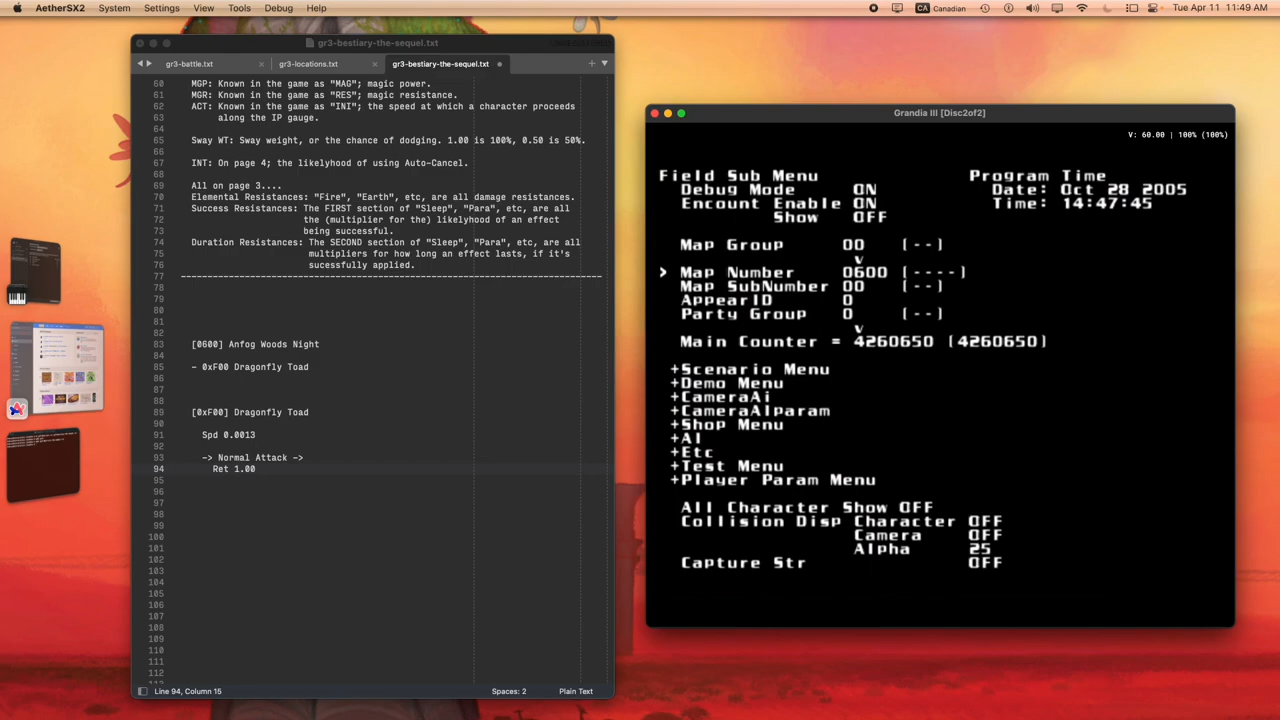 AetherSX2 System Settings View Tools Debug Help
CA Canadian Tue Apr 11 11:49 AM
gr3-bestiary-the-sequel.txt
gr3-battle.txt gr3-locations.txt gr3-bestiary-the-sequel.txt
60 MGP: Known in the game as "MAG"; magic power.
61 MGR: Known in the game as "RES"; magic resistance.
62 ACT: Known in the game as "INI"; the speed at which a character proceeds
63 along the IP gauge.
64
65 Sway WT: Sway weight, or the chance of dodging. 1.00 is 100%, 0.50 is 50%.
66
67 INT: On page 4; the likelyhood of using Auto-Cancel.
68
69 All on page 3....
70 Elemental Resistances: "Fire", "Earth", etc, are all damage resistances.
71 Success Resistances: The FIRST section of "Sleep", "Para", etc, are all
72 the (multiplier for the) likelyhood of an effect
73 being successful.
74 Duration Resistances: The SECOND section of "Sleep", "Para", etc, are all
75 multipliers for how long an effect lasts, if it's
76 sucessfully applied.
77 ------------------------------------------------------------------------------
78
79
80
81
82
83 [0600] Anfog Woods Night
84
85 - 0xF00 Dragonfly Toad
86
87
88
89 [0xF00] Dragonfly Toad
90
91 Spd 0.0013
92
93 -> Normal Attack ->
94 Ret 1.00
95
96
97
98
99
100
101
102
103
104
105
106
107
108
109
110
111
112
Line 94, Column 15 Spaces: 2 Plain Text
Grandia III [Disc2of2]
V: 60.00 | 100% (100%)
Field Sub Menu Program Time
Debug Mode ON Date: Oct 28 2005
Encount Enable ON Time: 14:47:45
Show OFF
Map Group 00 [--]
v
> Map Number 0600 [----]
Map SubNumber 00 [--]
AppearID 0
Party Group 0 [--]
v
Main Counter = 4260650 [4260650]
+Scenario Menu
+Demo Menu
+CameraAi
+CameraAIparam
+Shop Menu
+AI
+Etc
+Test Menu
+Player Param Menu
All Character Show OFF
Collision Disp Character OFF
Camera OFF
Alpha 25
Capture Str OFF